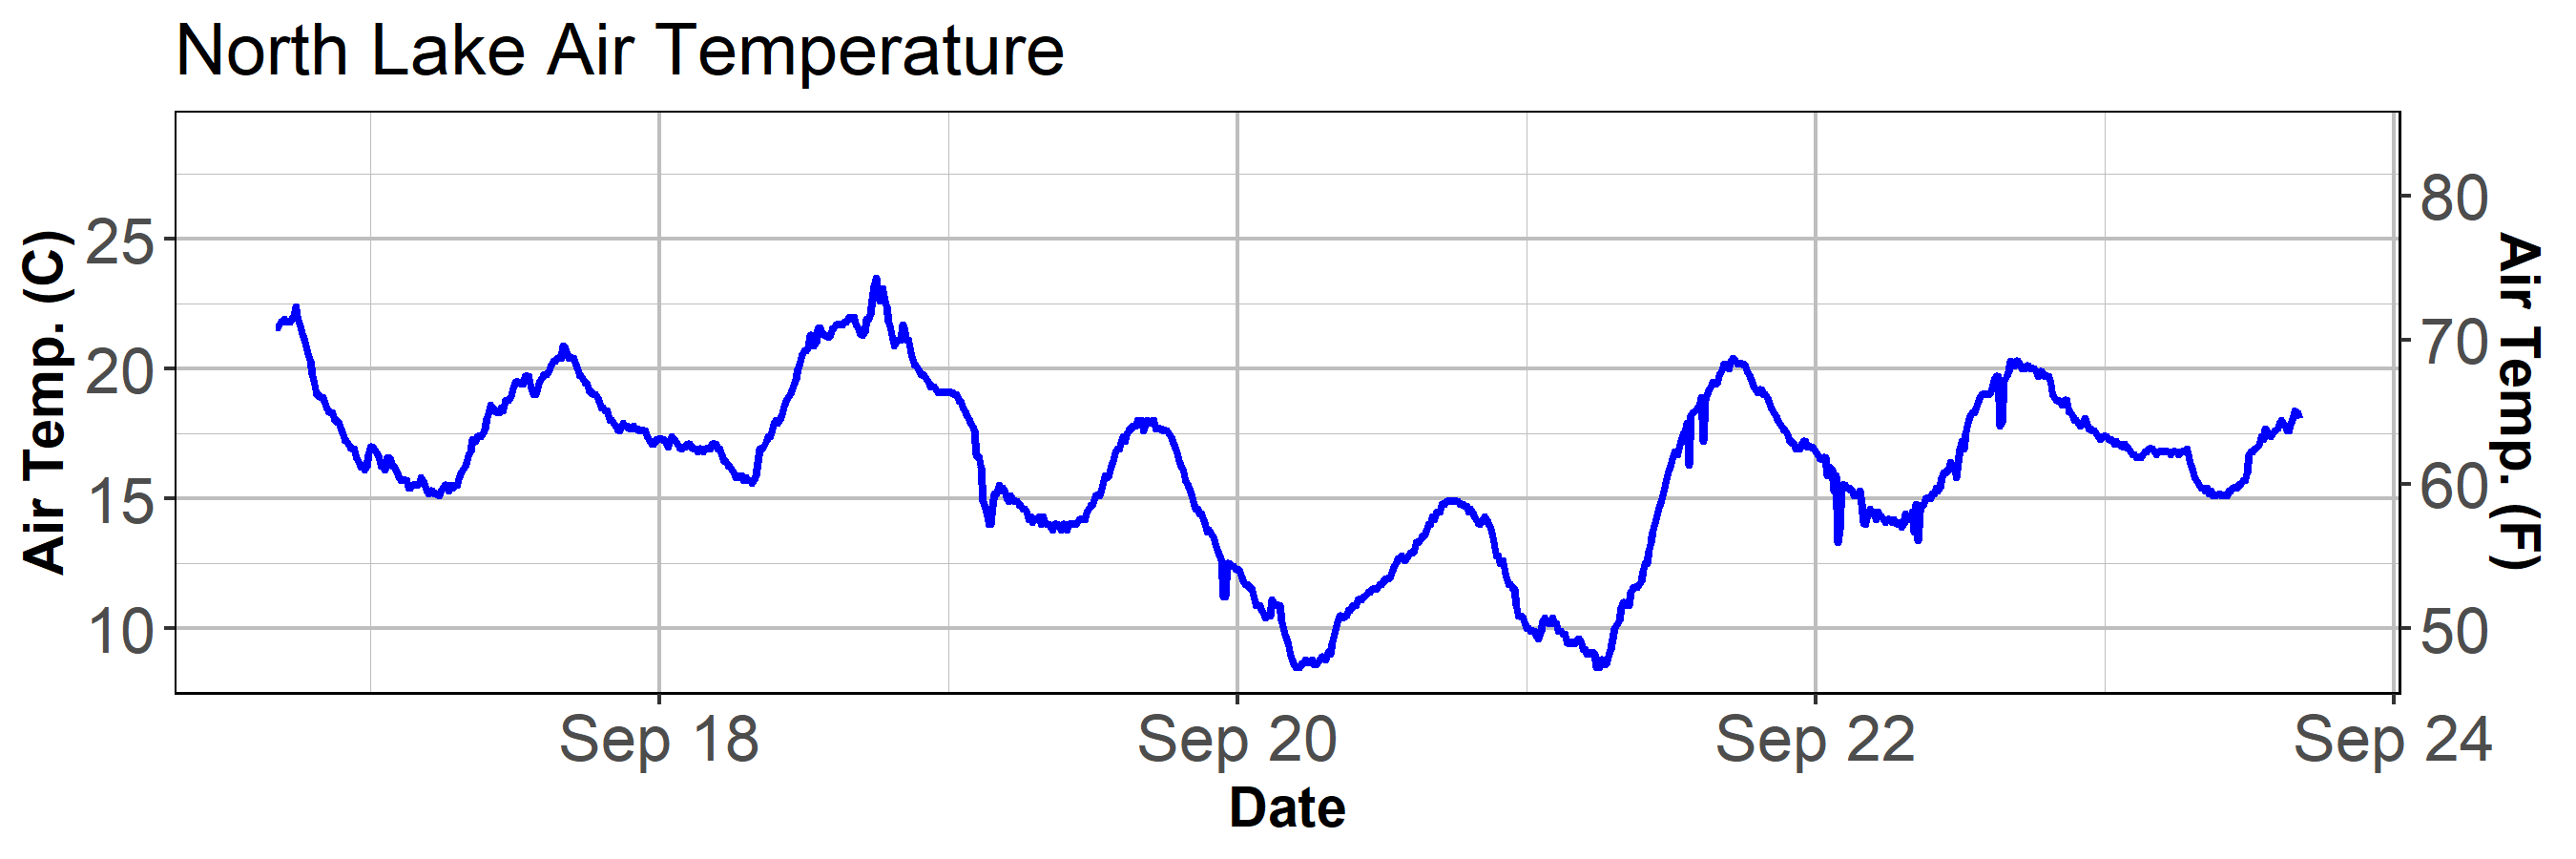 North Lake Air Temperature
Air Temp. (C)
25
20
15
10
80
70
60
50
Air Temp. (F)
Sep 18
Sep 20
Sep 22
Sep 24
Date